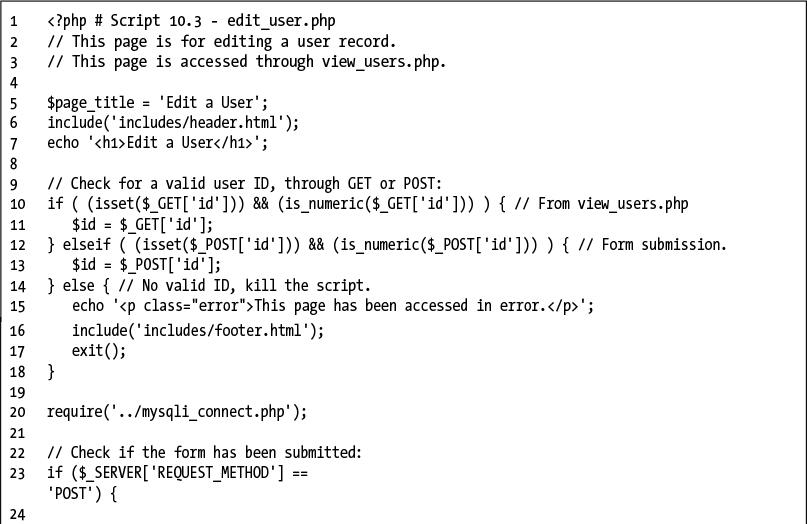 1 <?php # Script 10.3 - edit_user.php
2 // This page is for editing a user record.
3 // This page is accessed through view_users.php.
4
5 $page_title = 'Edit a User';
6 include('includes/header.html');
7 echo '<h1>Edit a User</h1>';
8
9 // Check for a valid user ID, through GET or POST:
10 if ( (isset($_GET['id'])) && (is_numeric($_GET['id'])) ) { // From view_users.php
11 $id = $_GET['id'];
12 } elseif ( (isset($_POST['id'])) && (is_numeric($_POST['id'])) ) { // Form submission.
13 $id = $_POST['id'];
14 } else { // No valid ID, kill the script.
15 echo '<p class="error">This page has been accessed in error.</p>';
16 include('includes/footer.html');
17 exit();
18 }
19
20 require('../mysqli_connect.php');
21
22 // Check if the form has been submitted:
23 if ($_SERVER['REQUEST_METHOD'] ==
'POST') {
24